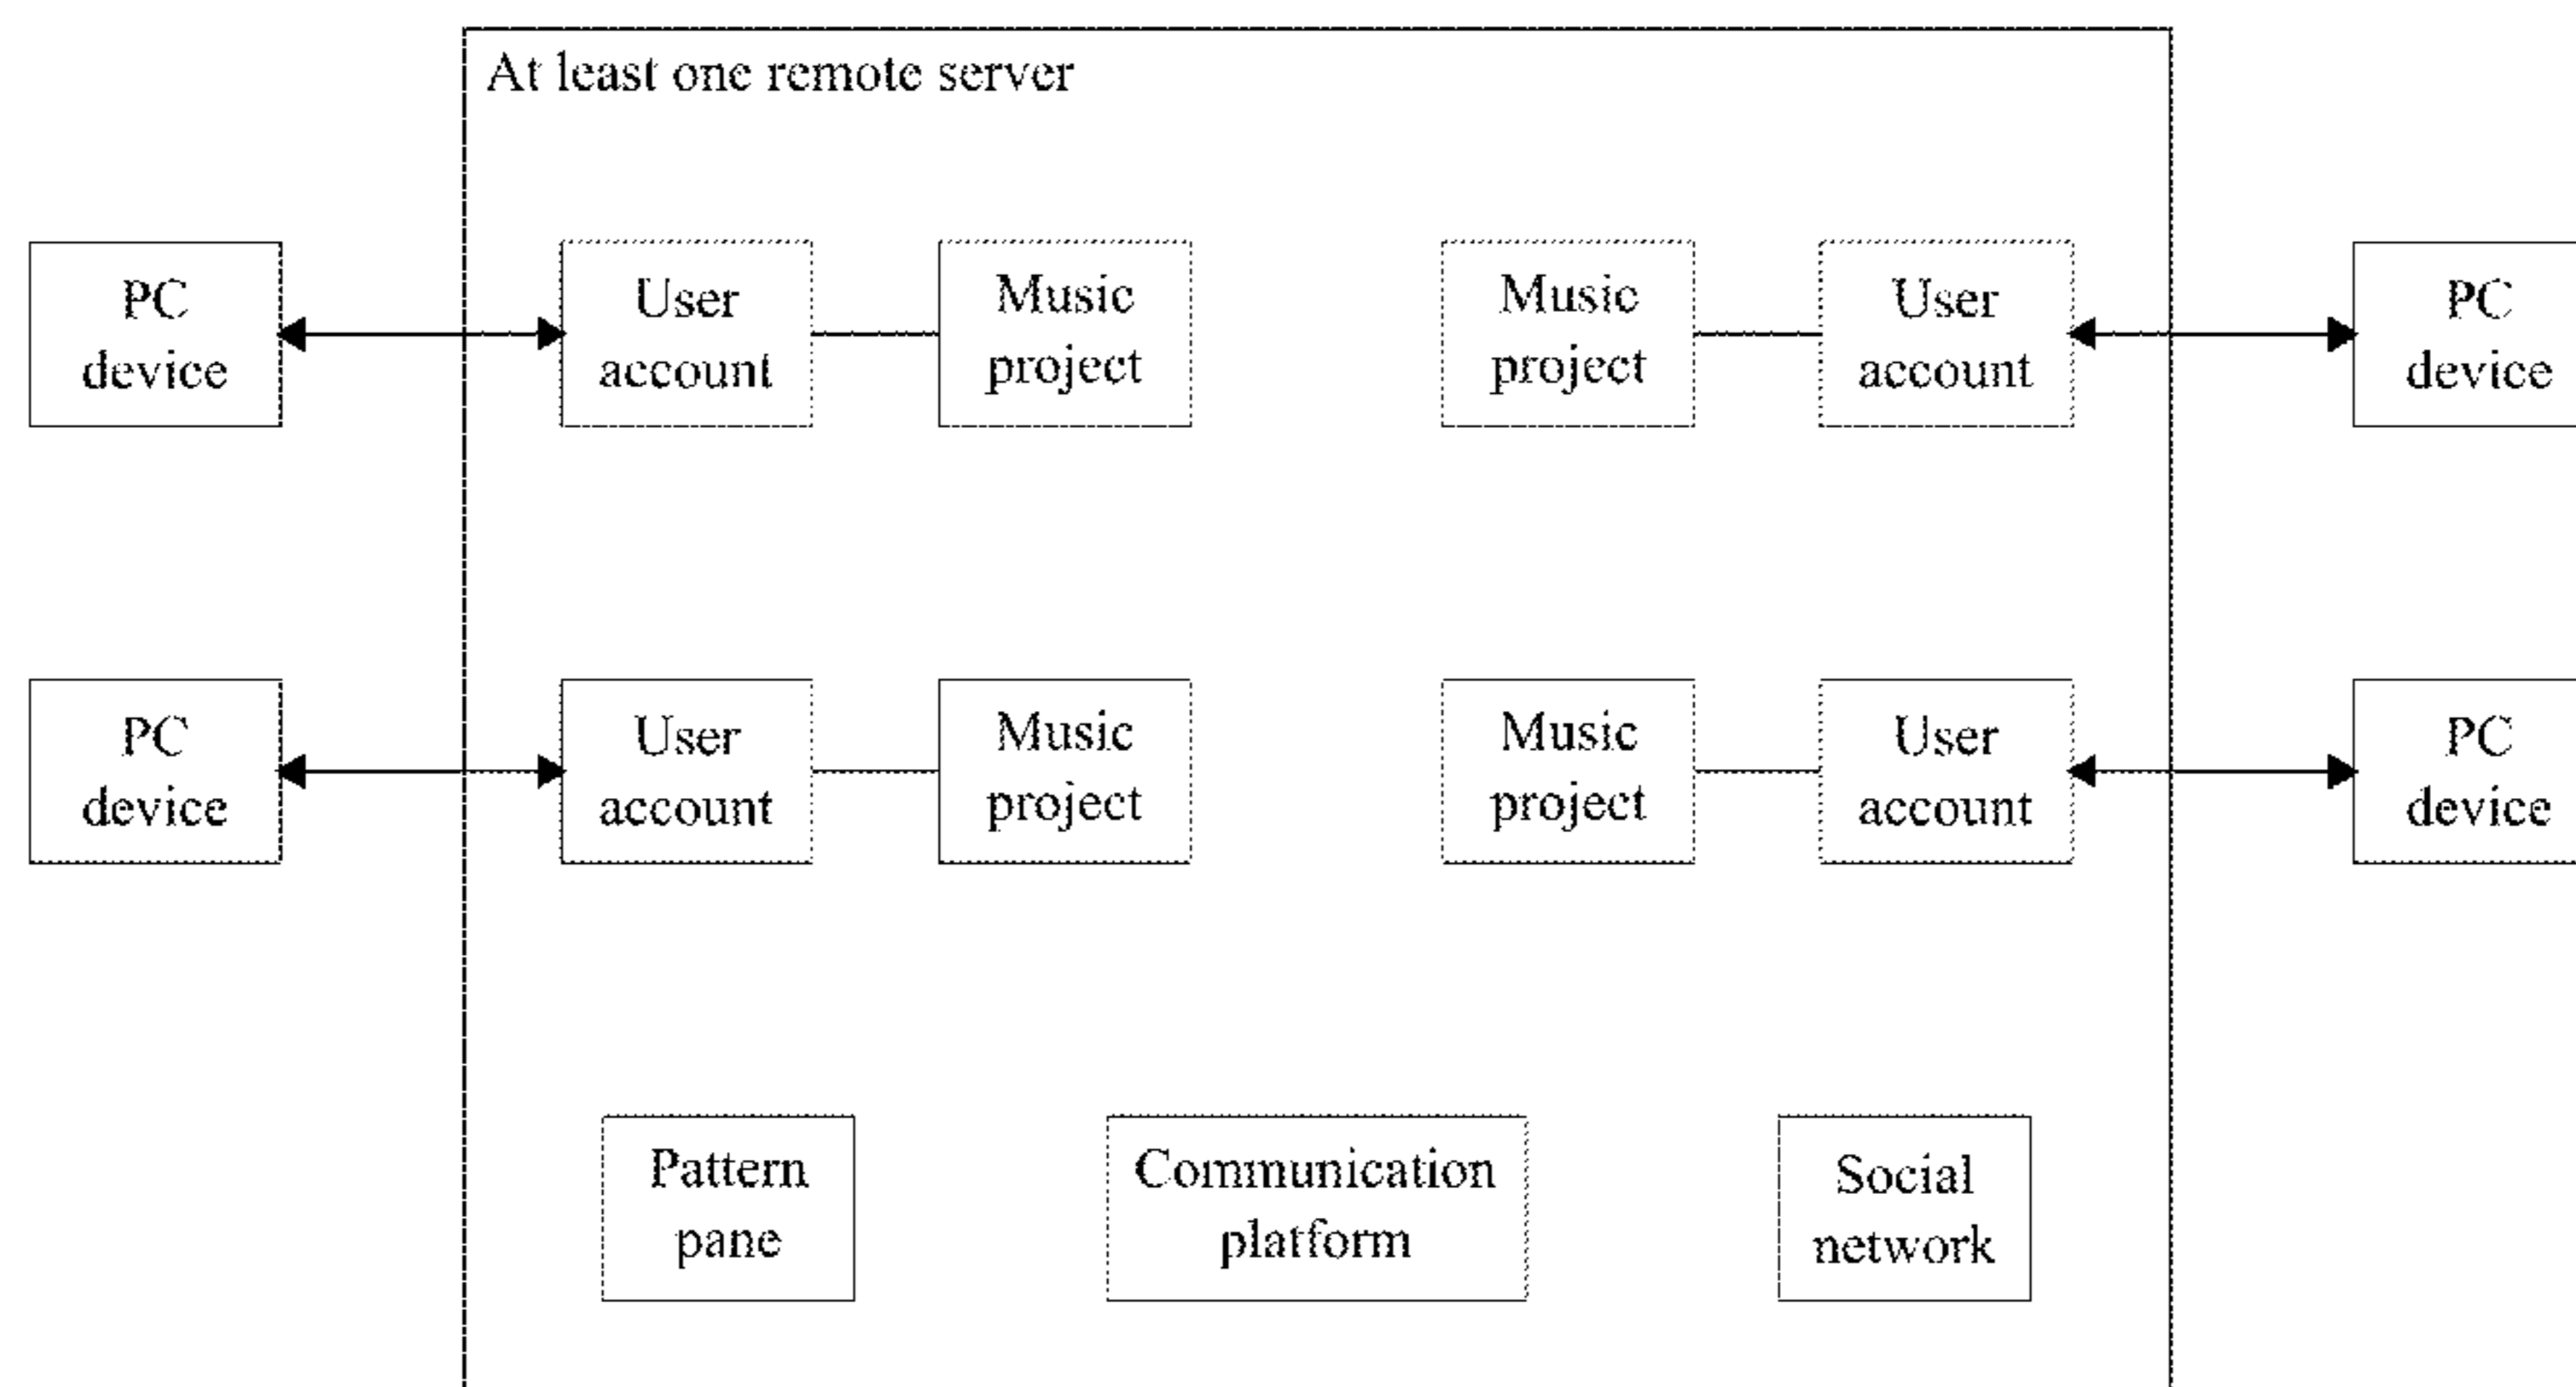 At least one remote server
PC
device
User
account
Music
project
Music
project
User
account
PC
device
PC
device
User
account
Music
project
Music
project
User
account
PC
device
Pattern
pane
Communication
platform
Social
network